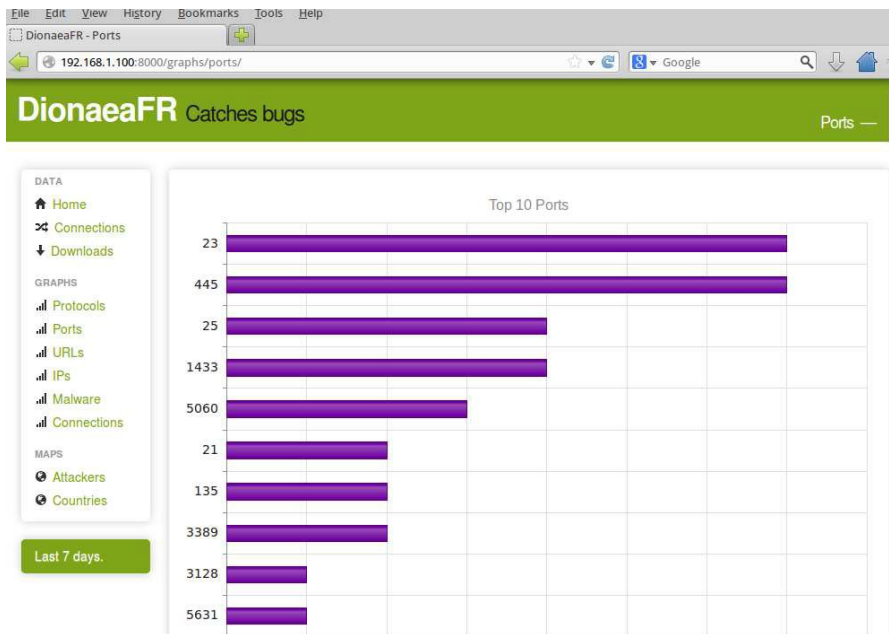 File Edit View History Bookmarks Tools Help
DionaeaFR - Ports
192.168.1.100:8000/graphs/ports/
Google
DionaeaFR Catches bugs
Ports —
DATA
Home
Connections
Downloads
GRAPHS
Protocols
Ports
URLs
IPs
Malware
Connections
MAPS
Attackers
Countries
Last 7 days.
Top 10 Ports
23
445
25
1433
5060
21
135
3389
3128
5631